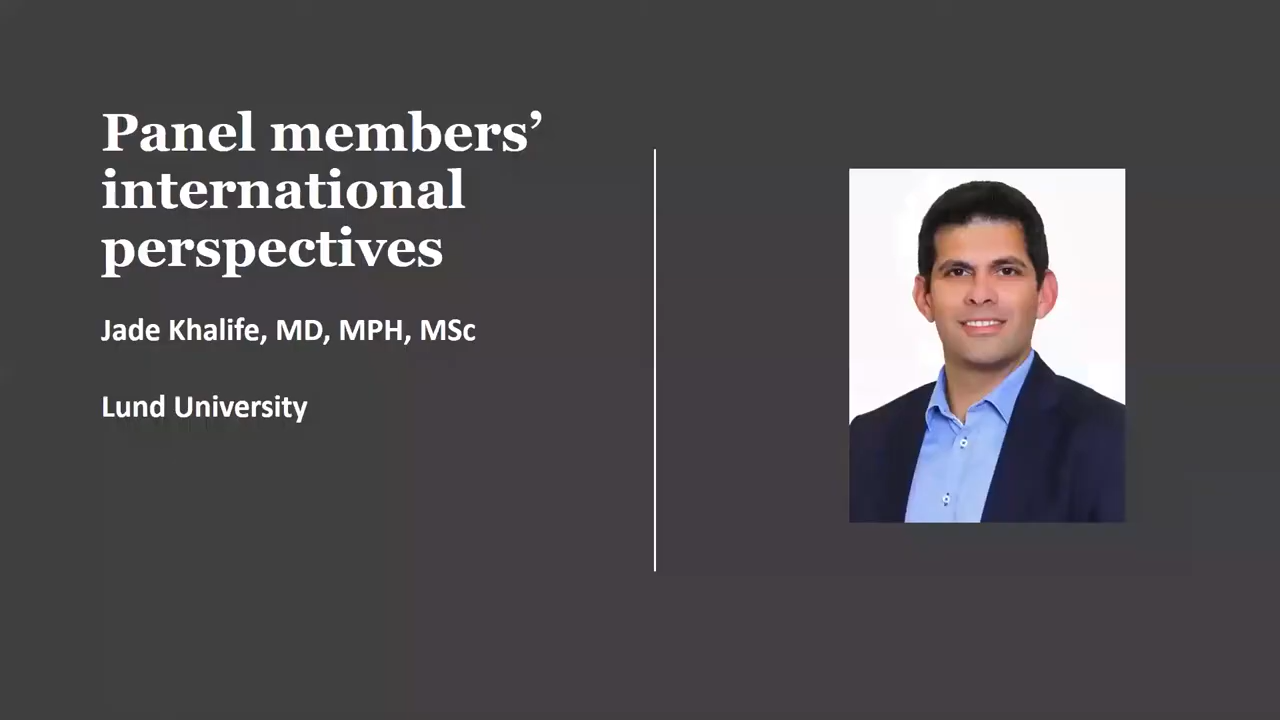 Panel members’
international
perspectives
Jade Khalife, MD, MPH, MSc
Lund University